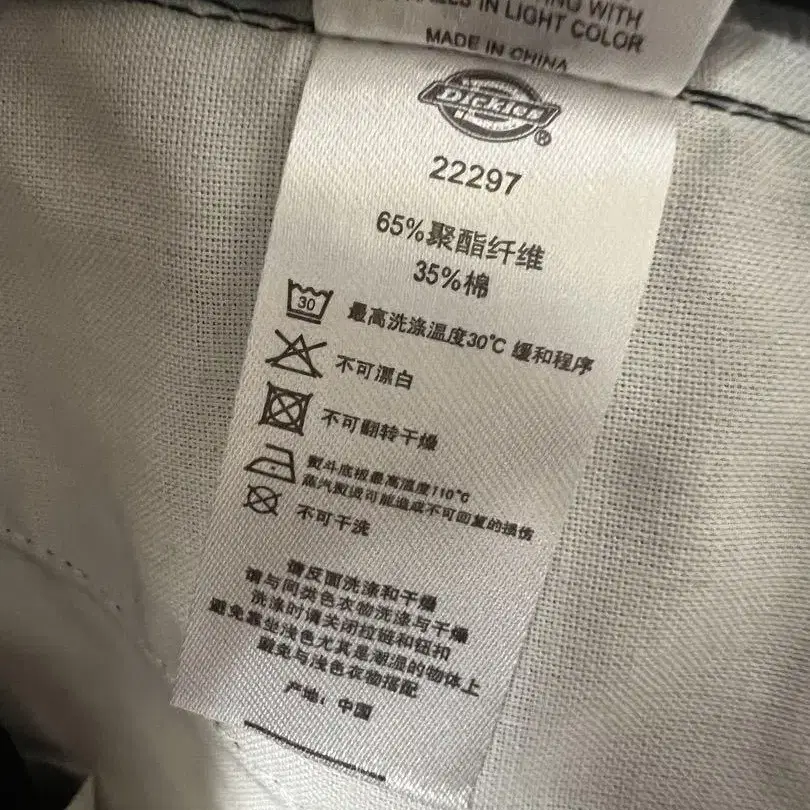 WITH
IN LIGHT COLOR
MADE IN CHINA
DICKIES
®
22297
65%聚酯纤维
35%棉
30
最高洗涤温度30℃ 缓和程序
不可漂白
不可翻转干燥
熨斗底板最高温度110℃
蒸汽熨烫可能造成不可回复的损伤
不可干洗
请反面洗涤和干燥
请与同类色衣物洗涤与干燥
洗涤时请关闭拉链和钮扣
避免靠坐浅色尤其是潮湿的物体上
避免与浅色衣物搭配
产地: 中国